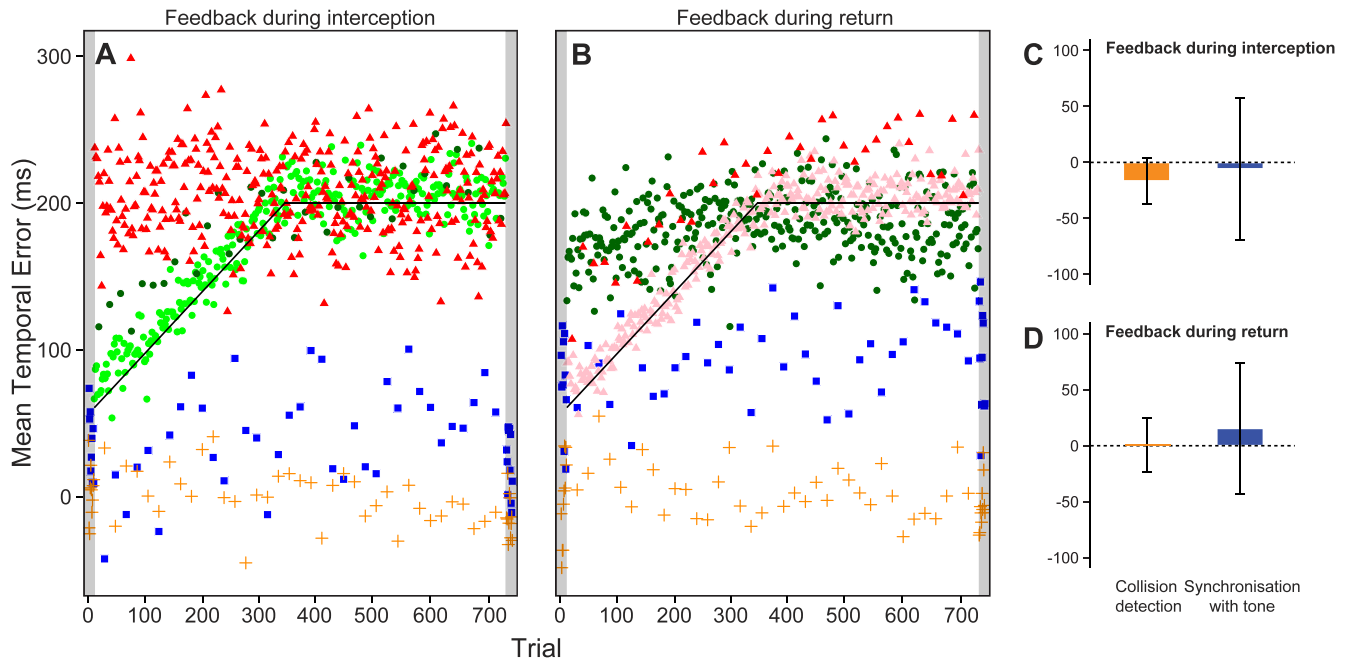 Feedback during interception
Feedback during return
A
B
300
200
100
0
Mean Temporal Error (ms)
0 100 200 300 400 500 600 700
0 100 200 300 400 500 600 700
Trial
C
Feedback during interception
100
50
0
-50
-100
D
Feedback during return
100
50
0
-50
-100
Collision Synchronisation
detection with tone